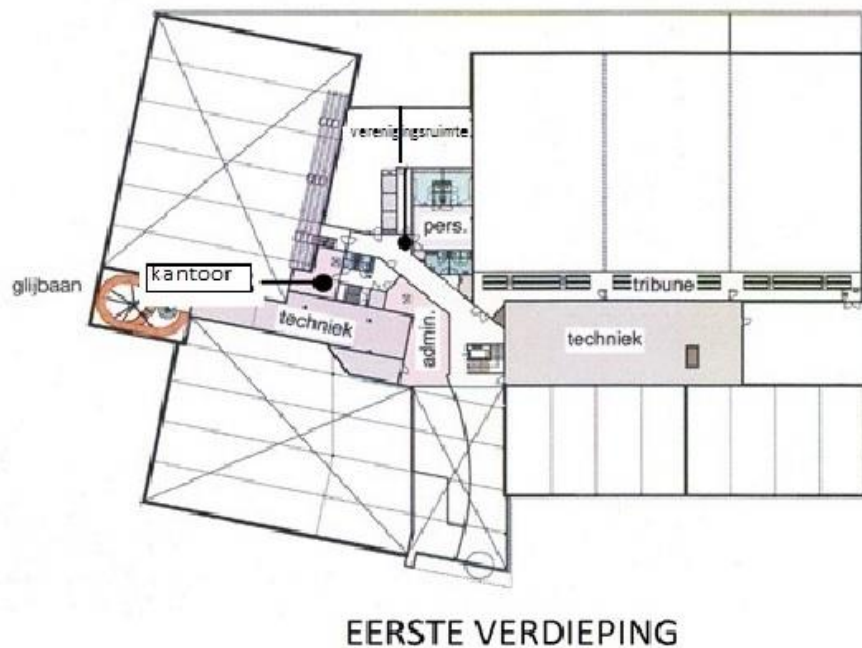 verenigingsruimte.
pers.
kantoor
glijbaan
tribune
techniek
admin.
techniek
EERSTE VERDIEPING